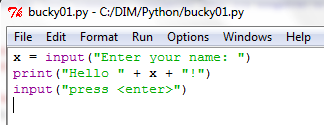 bucky01.py - C:/DIM/Python/bucky01.py
File Edit Format Run Options Windows Help
x = input("Enter your name: ")
print("Hello " + x + "!")
input("press <enter>")